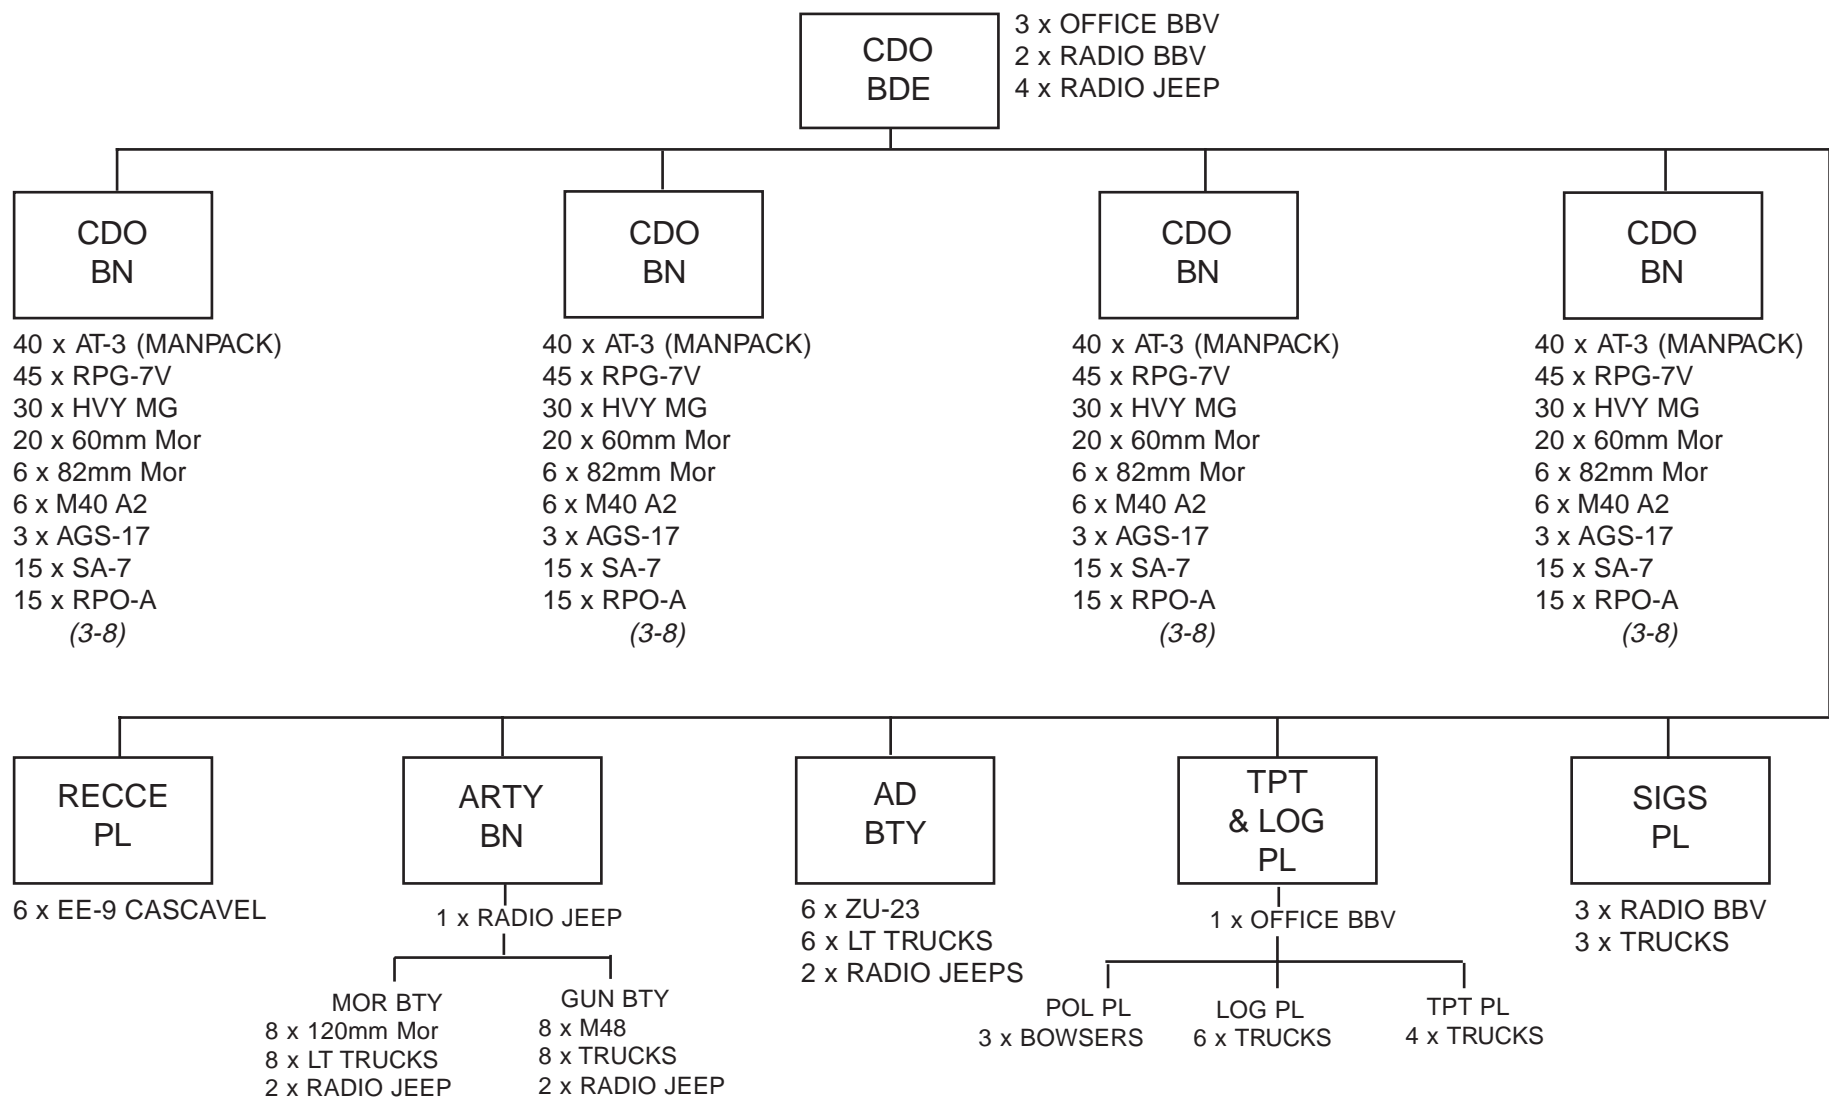 CDO
BDE
3 x OFFICE BBV
2 x RADIO BBV
4 x RADIO JEEP
CDO
BN
40 x AT-3 (MANPACK)
45 x RPG-7V
30 x HVY MG
20 x 60mm Mor
6 x 82mm Mor
6 x M40 A2
3 x AGS-17
15 x SA-7
15 x RPO-A
(3-8)
CDO
BN
40 x AT-3 (MANPACK)
45 x RPG-7V
30 x HVY MG
20 x 60mm Mor
6 x 82mm Mor
6 x M40 A2
3 x AGS-17
15 x SA-7
15 x RPO-A
(3-8)
CDO
BN
40 x AT-3 (MANPACK)
45 x RPG-7V
30 x HVY MG
20 x 60mm Mor
6 x 82mm Mor
6 x M40 A2
3 x AGS-17
15 x SA-7
15 x RPO-A
(3-8)
CDO
BN
40 x AT-3 (MANPACK)
45 x RPG-7V
30 x HVY MG
20 x 60mm Mor
6 x 82mm Mor
6 x M40 A2
3 x AGS-17
15 x SA-7
15 x RPO-A
(3-8)
RECCE
PL
6 x EE-9 CASCAVEL
ARTY
BN
1 x RADIO JEEP
MOR BTY
8 x 120mm Mor
8 x LT TRUCKS
2 x RADIO JEEP
GUN BTY
8 x M48
8 x TRUCKS
2 x RADIO JEEP
AD
BTY
6 x ZU-23
6 x LT TRUCKS
2 x RADIO JEEPS
TPT
& LOG
PL
1 x OFFICE BBV
POL PL
3 x BOWSERS
LOG PL
6 x TRUCKS
TPT PL
4 x TRUCKS
SIGS
PL
3 x RADIO BBV
3 x TRUCKS